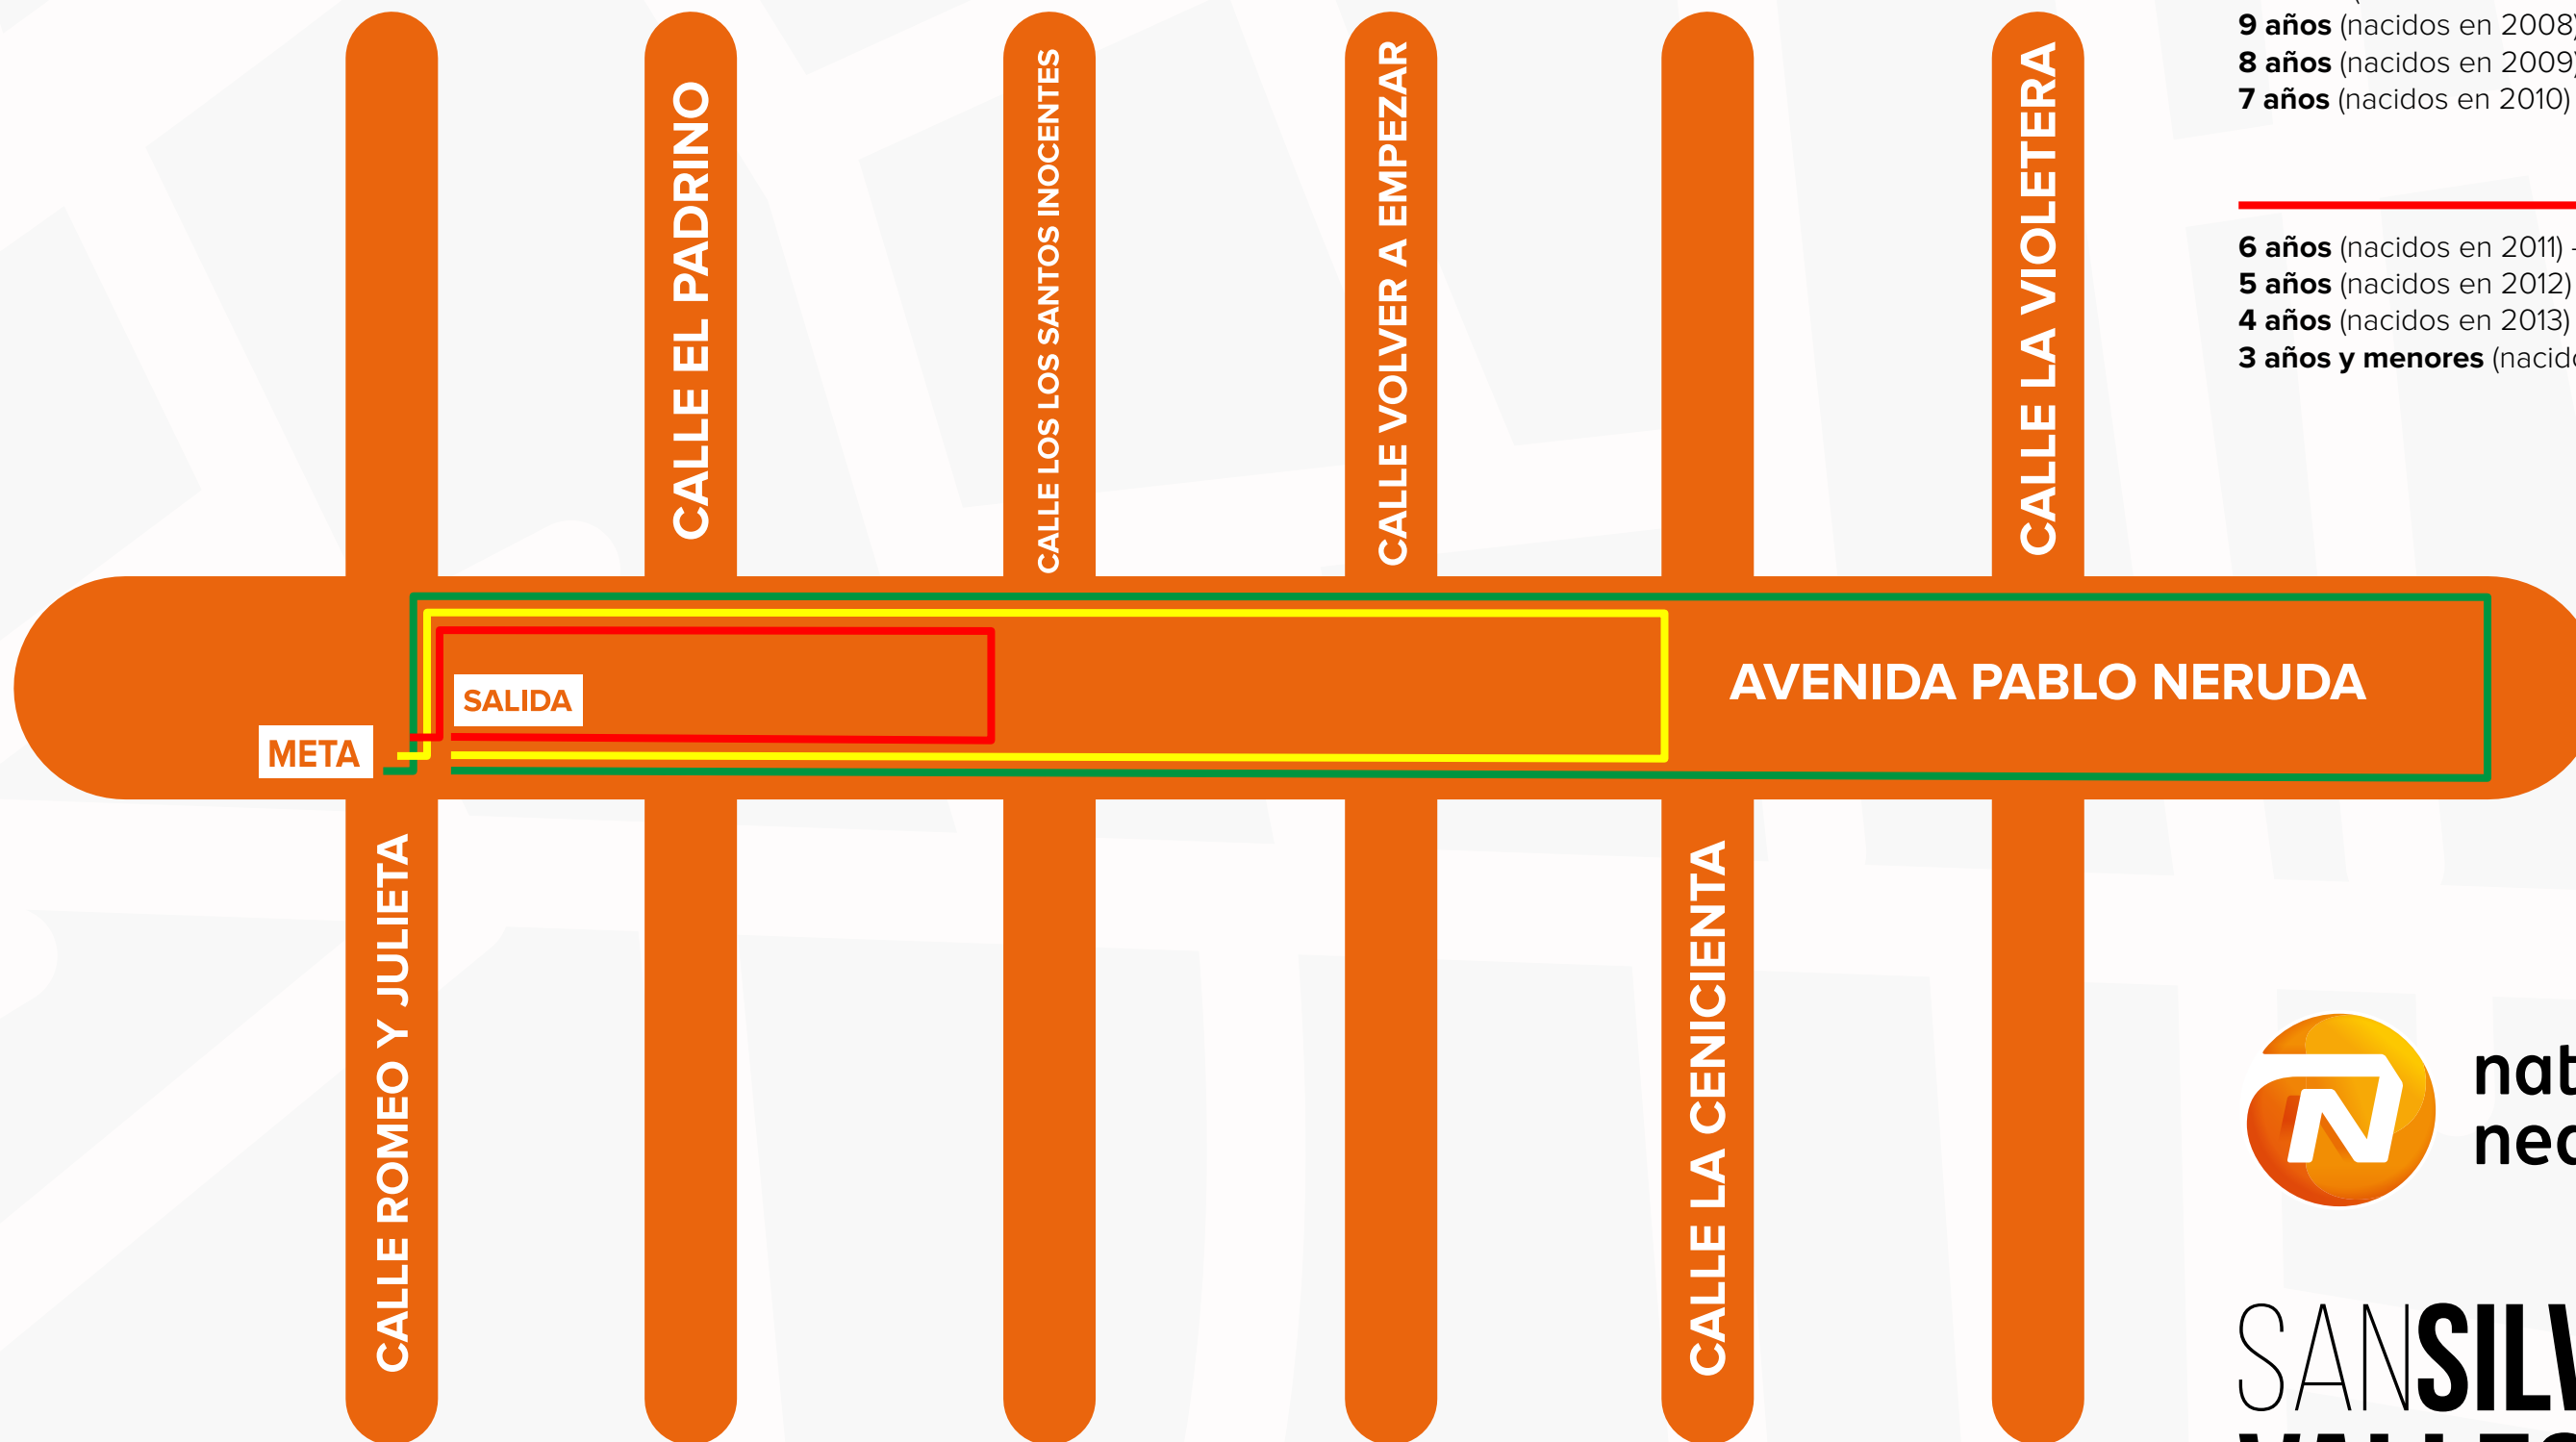 9 años (nacidos en 2008)
8 años (nacidos en 2009)
7 años (nacidos en 2010)
6 años (nacidos en 2011) -
5 años (nacidos en 2012)
4 años (nacidos en 2013)
3 años y menores
CALLE EL PADRINO
CALLE LOS LOS SANTOS INOCENTES
CALLE VOLVER A EMPEZAR
CALLE LA VIOLETERA
AVENIDA PABLO NERUDA
SALIDA
META
CALLE ROMEO Y JULIETA
CALLE LA CENICIENTA
SAN